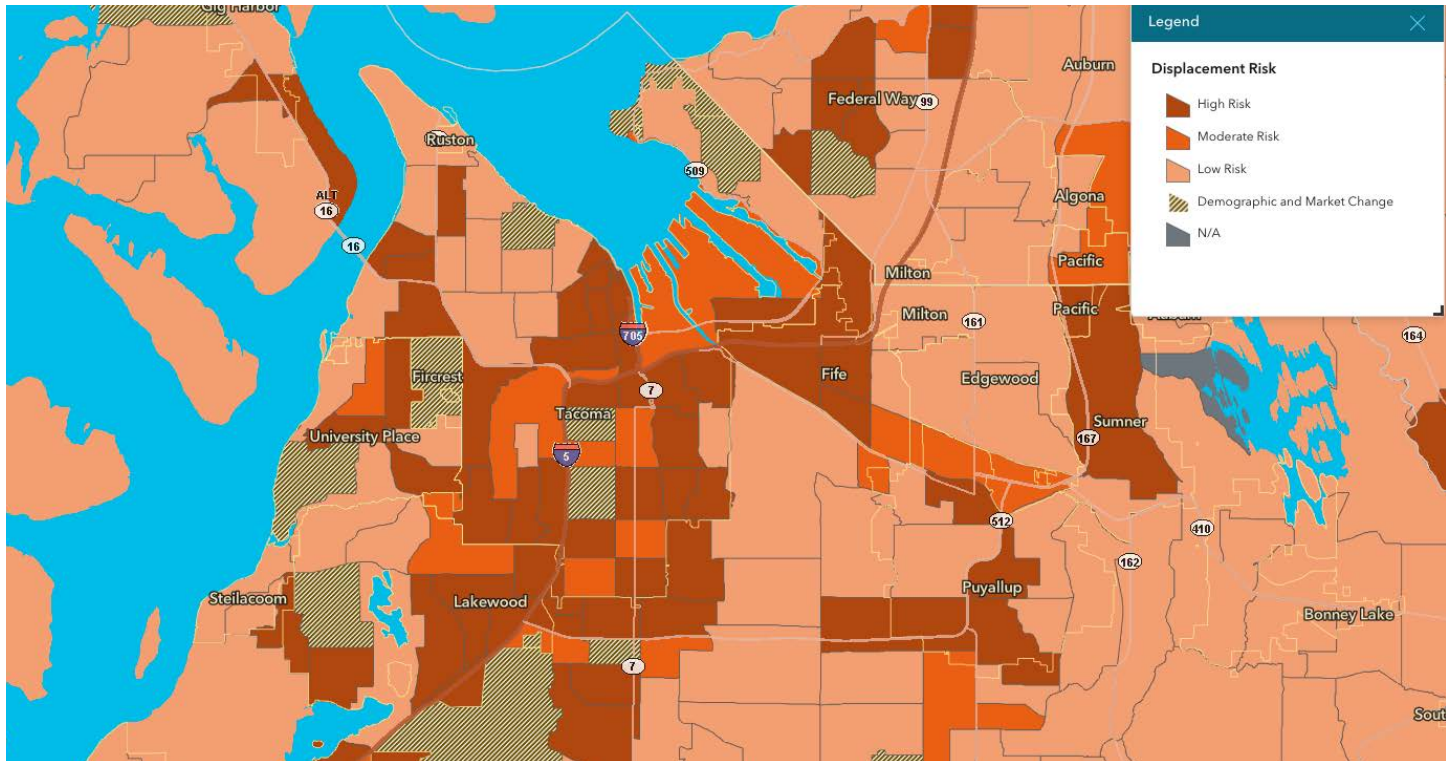 Gig Harbor
Legend
Displacement Risk
High Risk
Moderate Risk
Low Risk
Demographic and Market Change
N/A
Auburn
Federal Way
99
Ruston
509
ALT
16
16
Algona
Pacific
Milton
Pacific
Milton
161
705
164
Fircrest
7
Fife
Edgewood
Tacoma
University Place
5
Sumner
167
512
410
162
Steilacoom
Lakewood
Puyallup
Bonney Lake
7
Sout